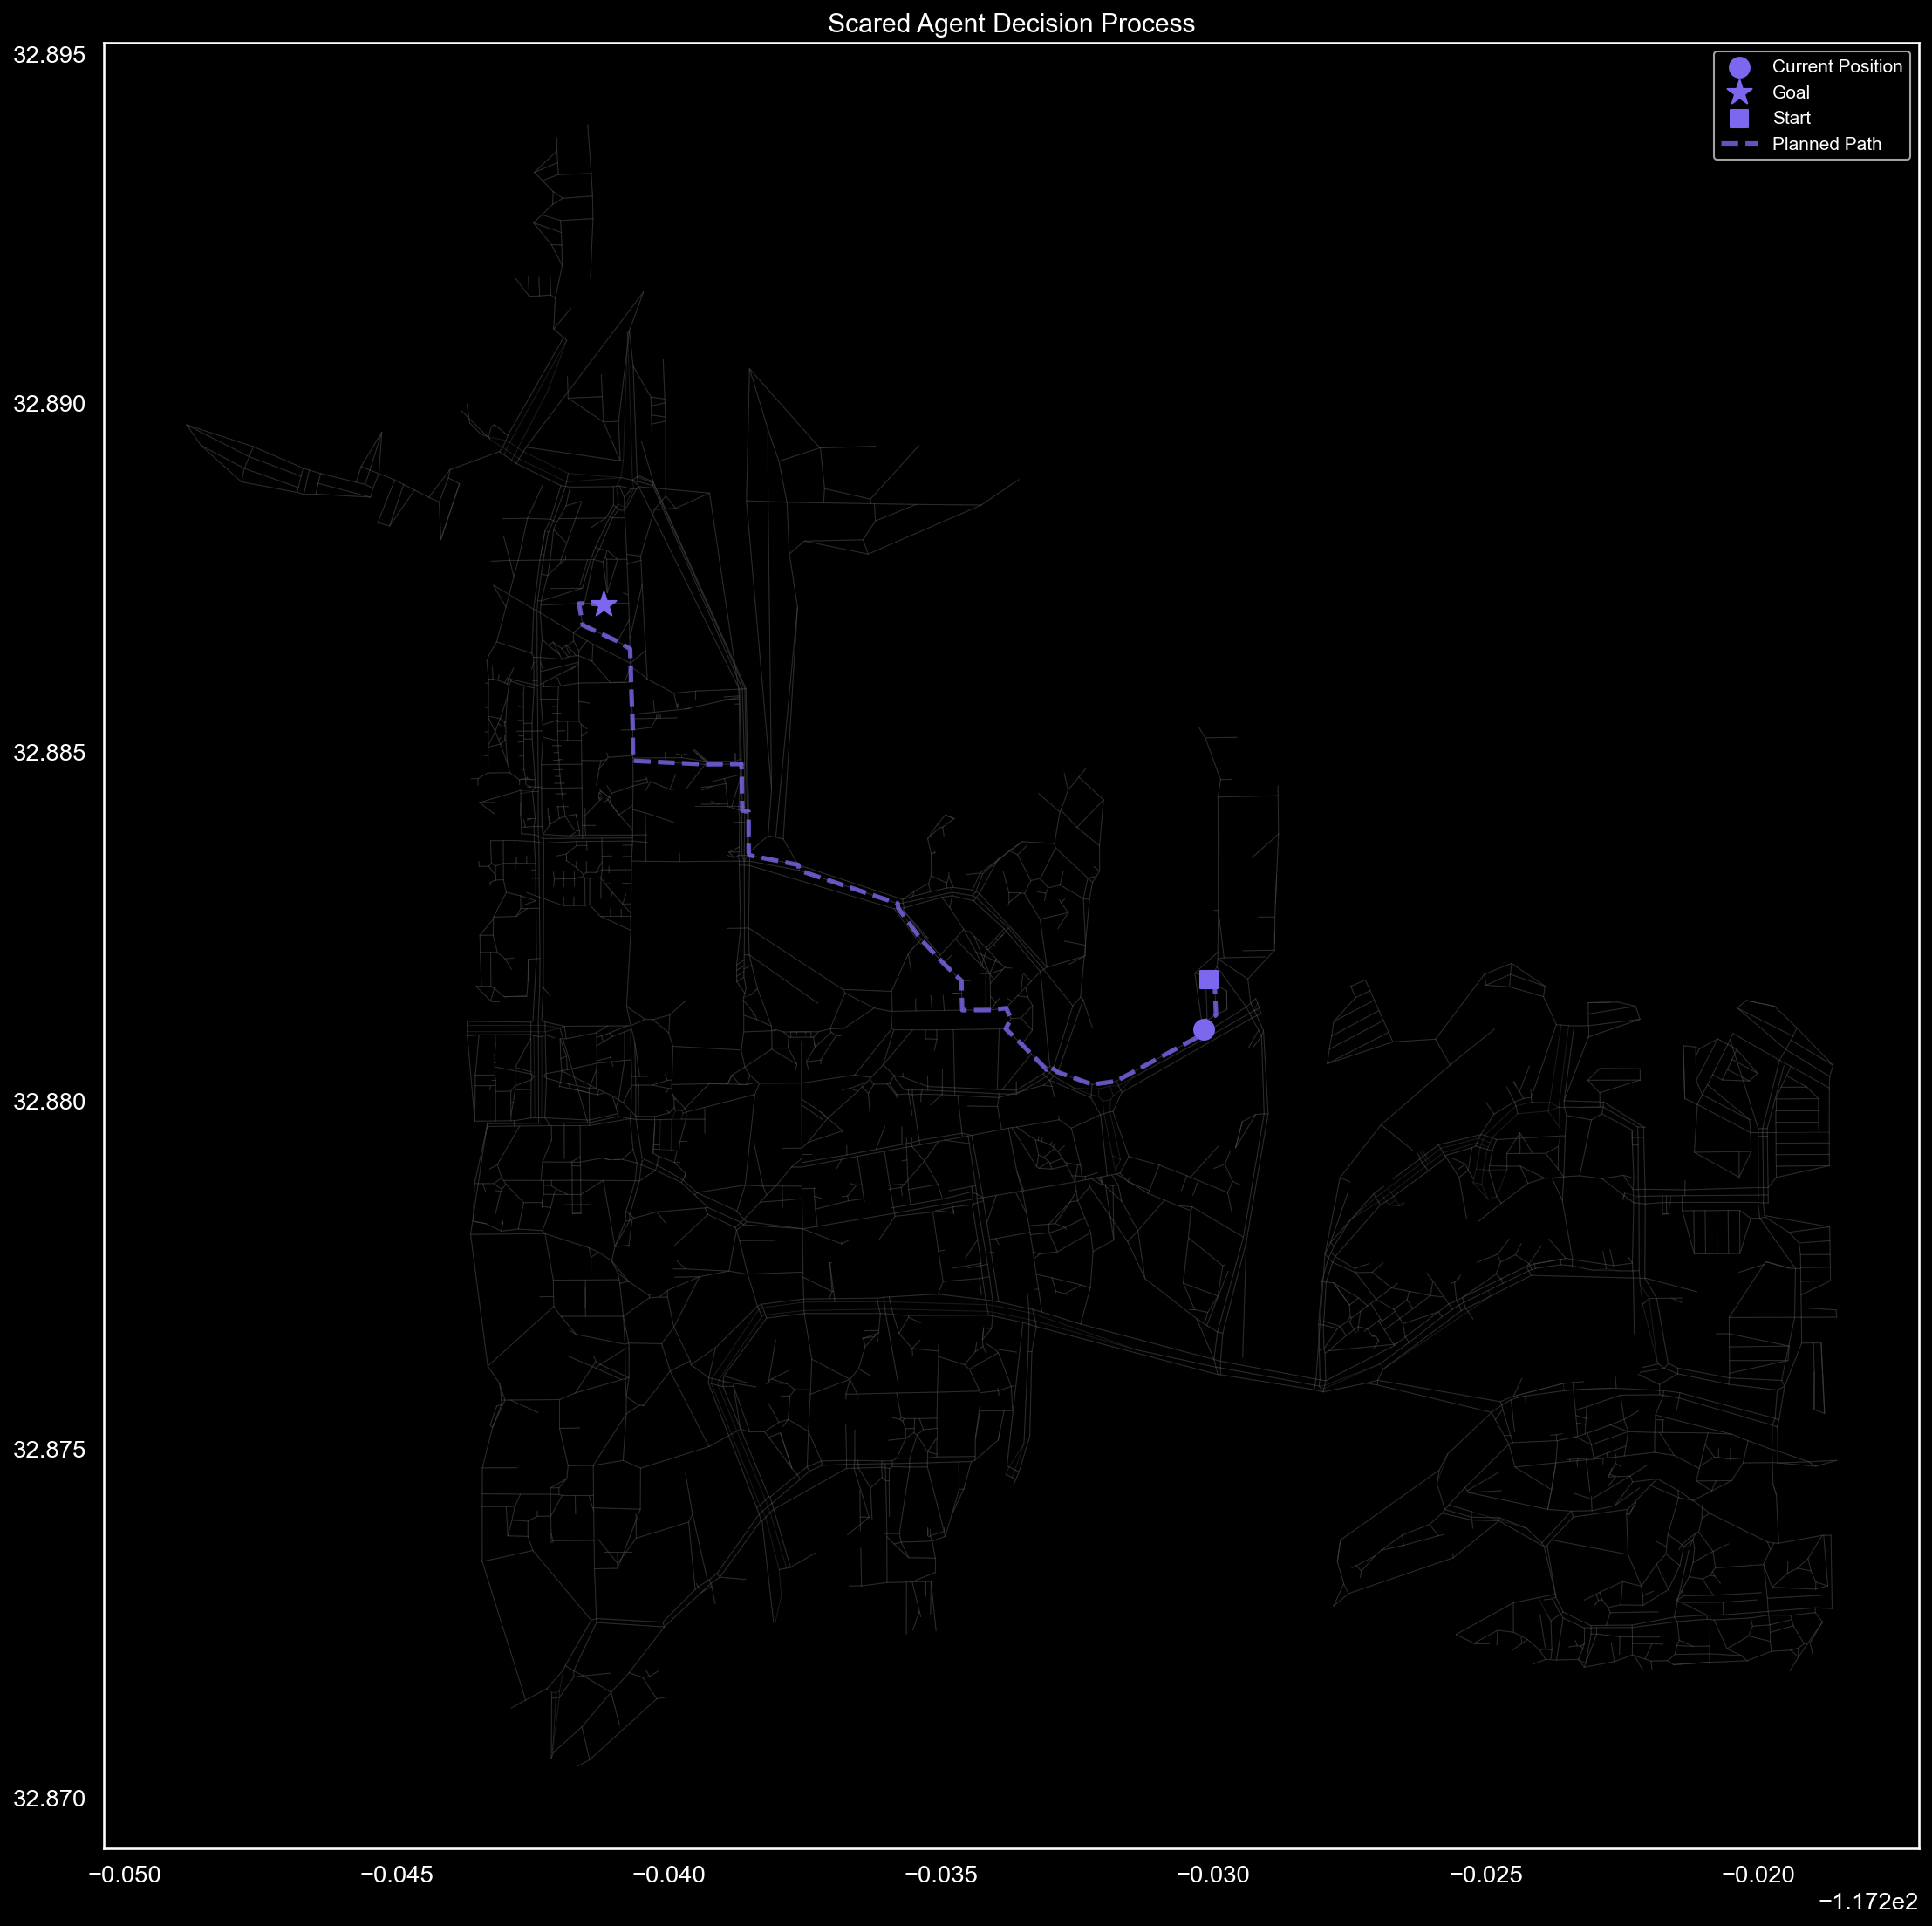 Scared Agent Decision Process
Current Position
Goal
Start
Planned Path
32.895
32.890
32.885
32.880
32.875
32.870
−0.050 −0.045 −0.040 −0.035 −0.030 −0.025 −0.020
−1.172e2